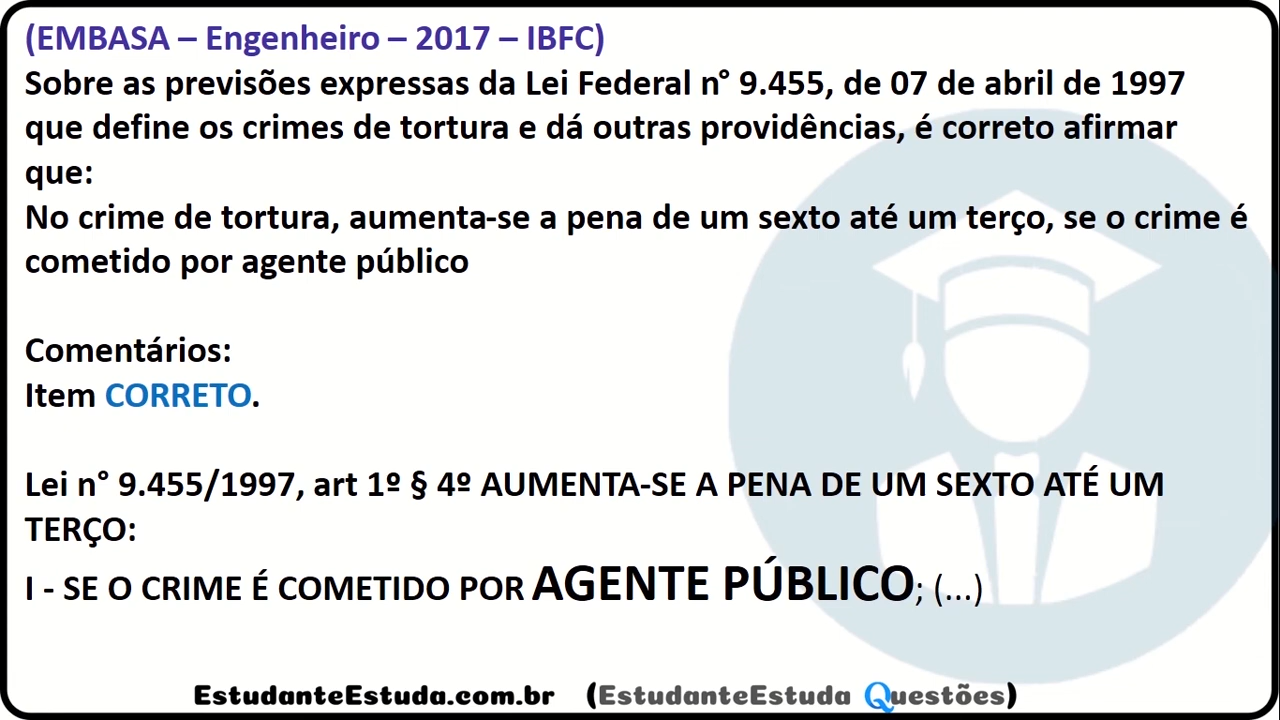 (EMBASA – Engenheiro – 2017 – IBFC)
Sobre as previsões expressas da Lei Federal n° 9.455, de 07 de abril de 1997
que define os crimes de tortura e dá outras providências, é correto afirmar
que:
No crime de tortura, aumenta-se a pena de um sexto até um terço, se o crime é
cometido por agente público
Comentários:
Item CORRETO.
Lei n° 9.455/1997, art 1º § 4º AUMENTA-SE A PENA DE UM SEXTO ATÉ UM
TERÇO:
I - SE O CRIME É COMETIDO POR AGENTE PÚBLICO; (...)
EstudanteEstuda.com.br (EstudanteEstuda Questões)